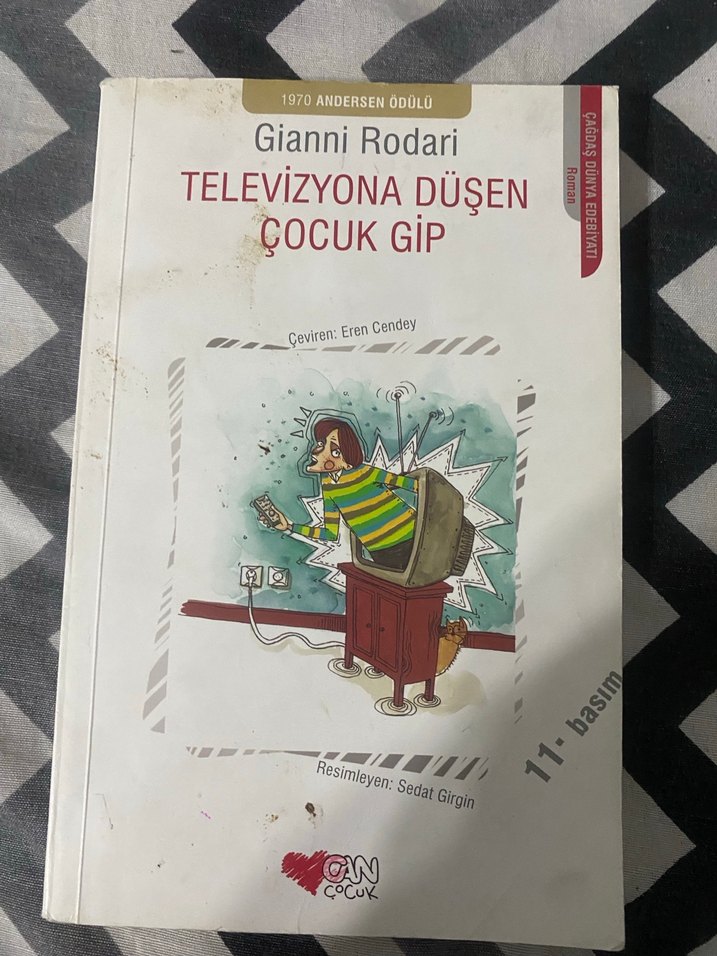 1970 ANDERSEN ÖDÜLÜ
Gianni Rodari
TELEVİZYONA DÜŞEN
ÇOCUK GİP
ÇAĞDAŞ DÜNYA EDEBİYATI
Roman
Çeviren: Eren Cendey
11. basım
Resimleyen: Sedat Girgin
CAN
ÇOCUK